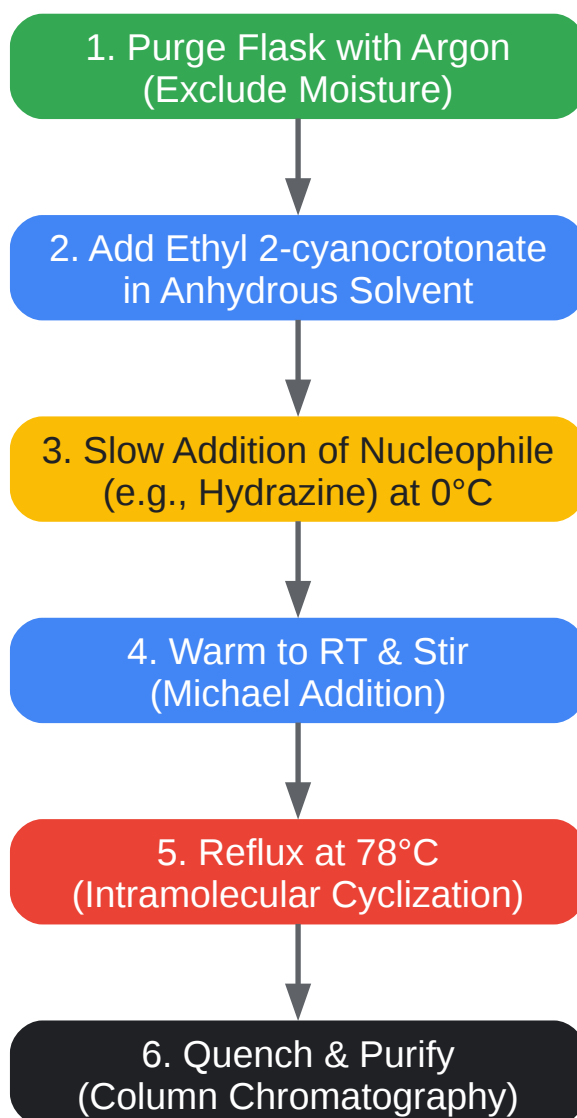 1. Purge Flask with Argon
(Exclude Moisture)
2. Add Ethyl 2-cyanocrotonate
in Anhydrous Solvent
3. Slow Addition of Nucleophile
(e.g., Hydrazine) at 0°C
4. Warm to RT & Stir
(Michael Addition)
5. Reflux at 78°C
(Intramolecular Cyclization)
6. Quench & Purify
(Column Chromatography)